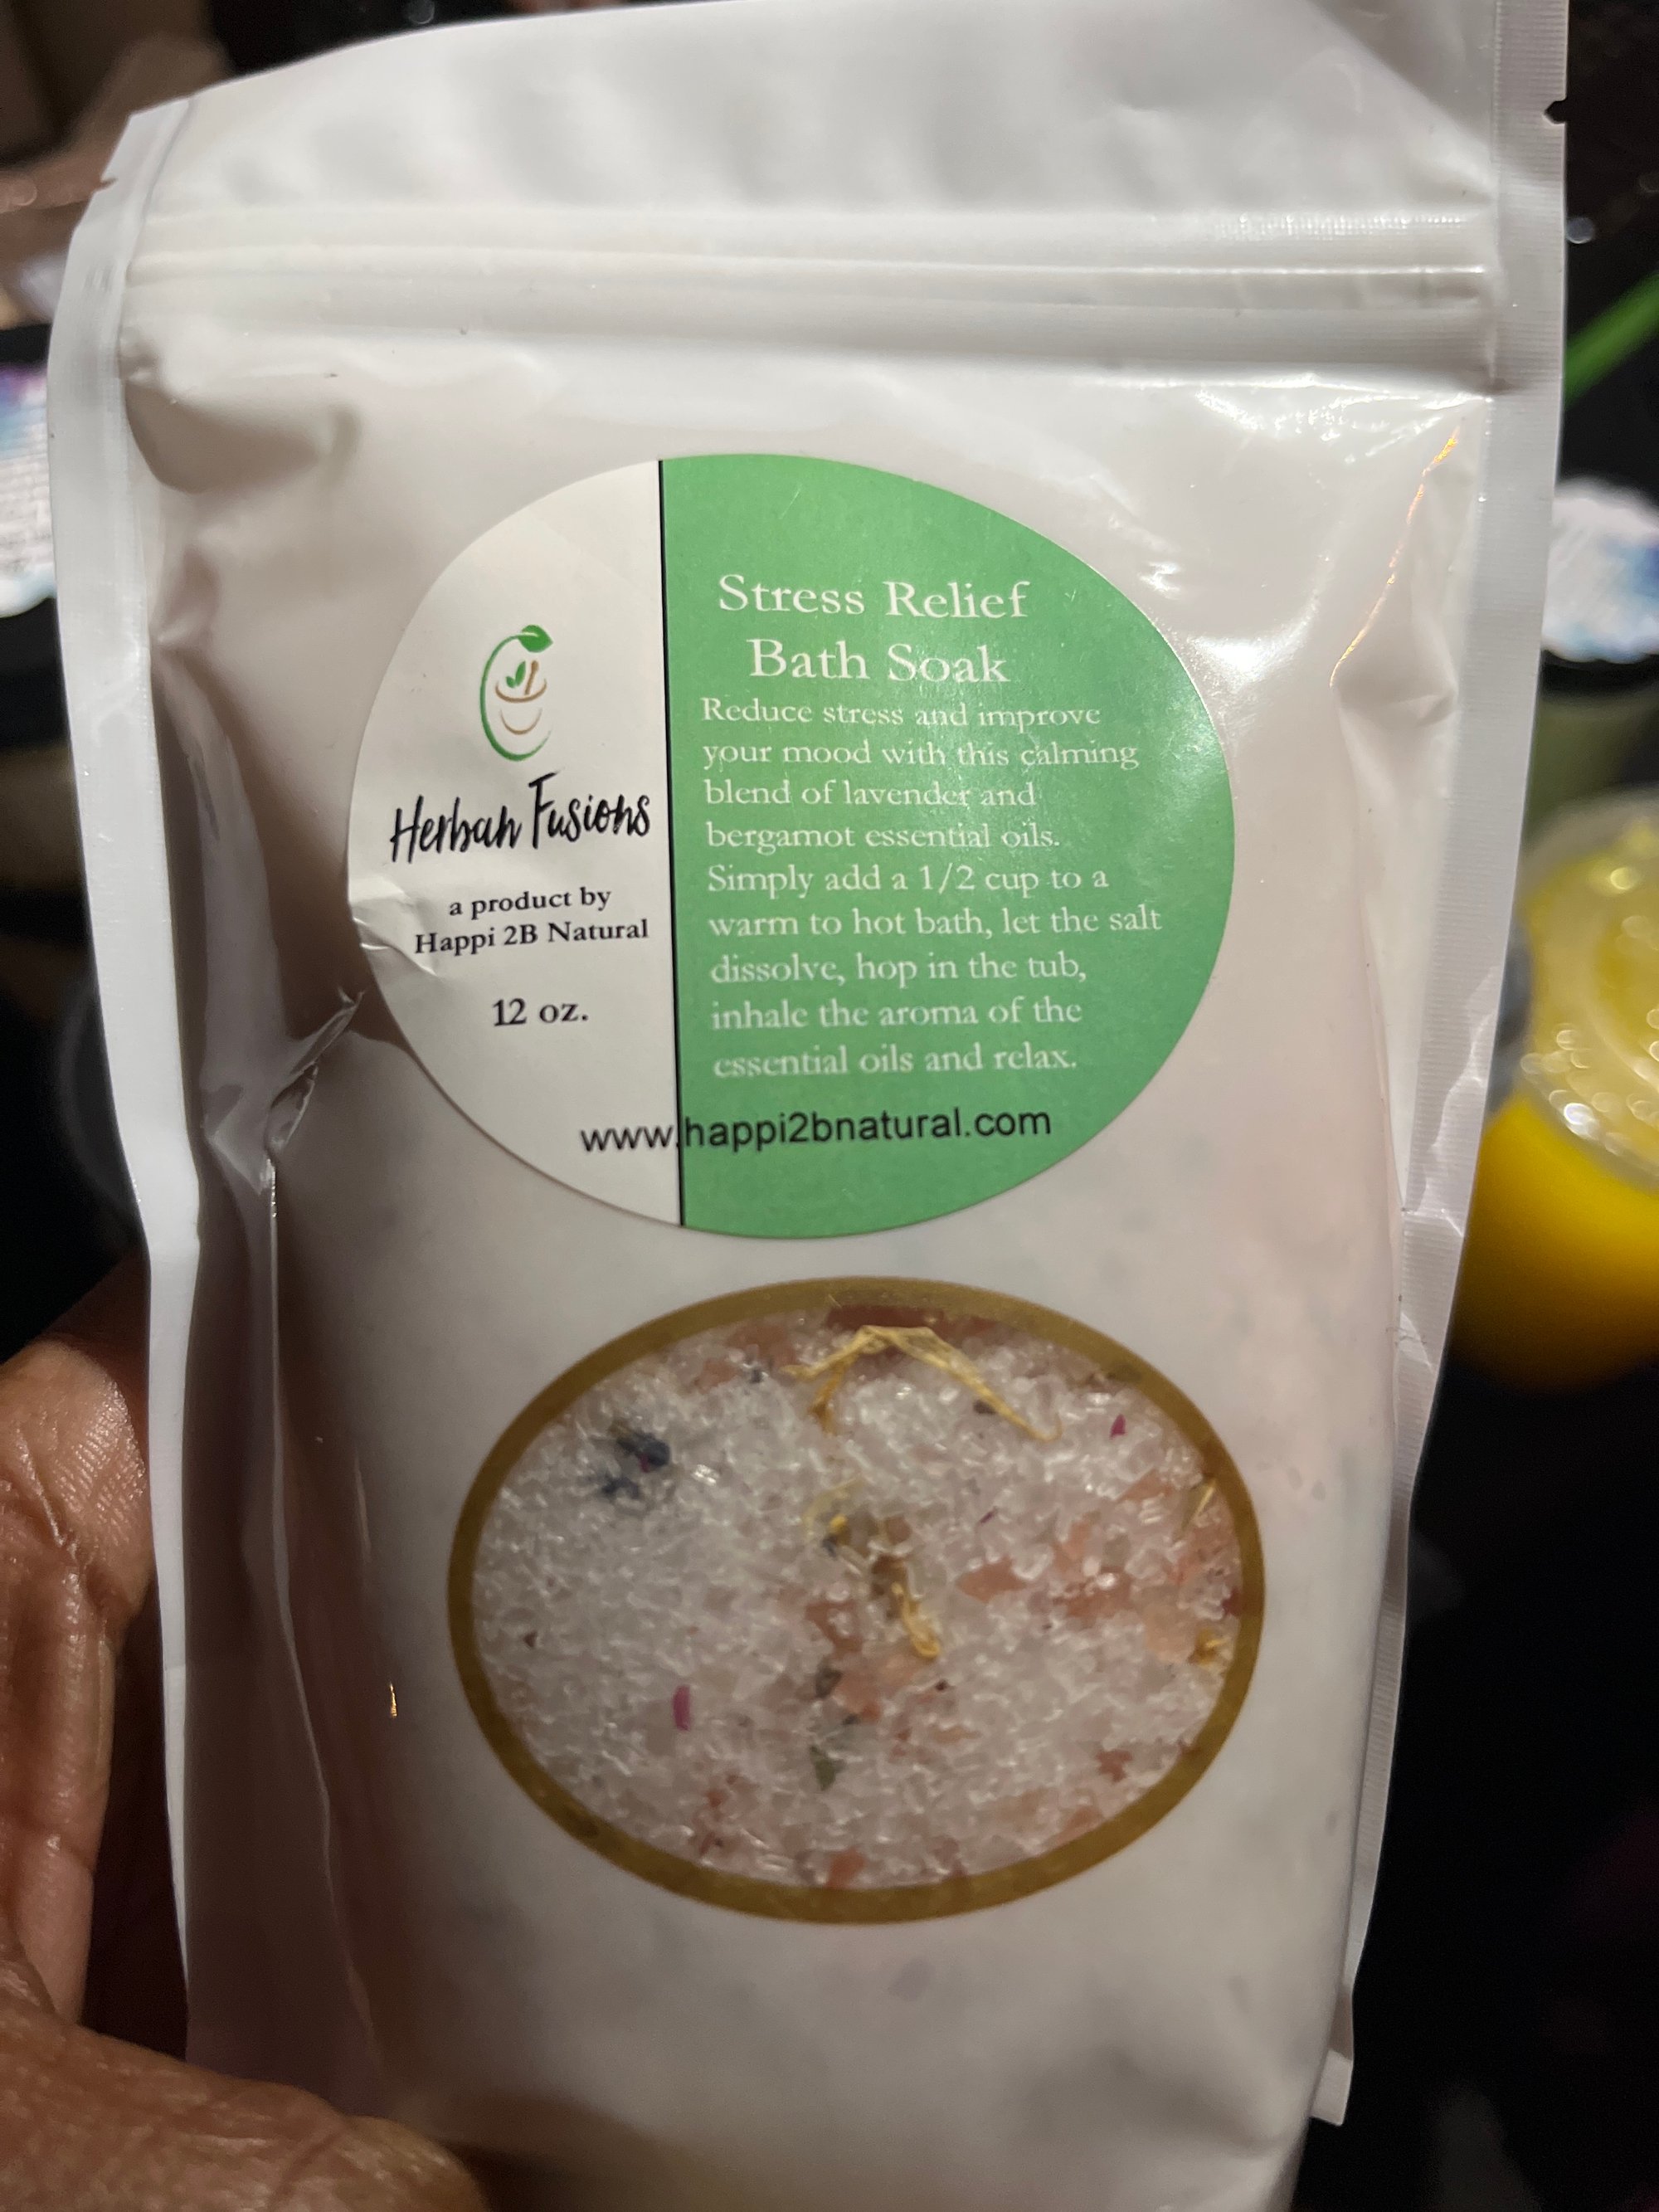 Herban Fusions
a product by
Happi 2B Natural
12 oz.
Stress Relief
Bath Soak
Reduce stress and improve
your mood with this calming
blend of lavender and
bergamot essential oils.
Simply add a 1/2 cup to a
warm to hot bath, let the salt
dissolve, hop in the tub,
inhale the aroma of the
essential oils and relax.
www.happi2bnatural.com